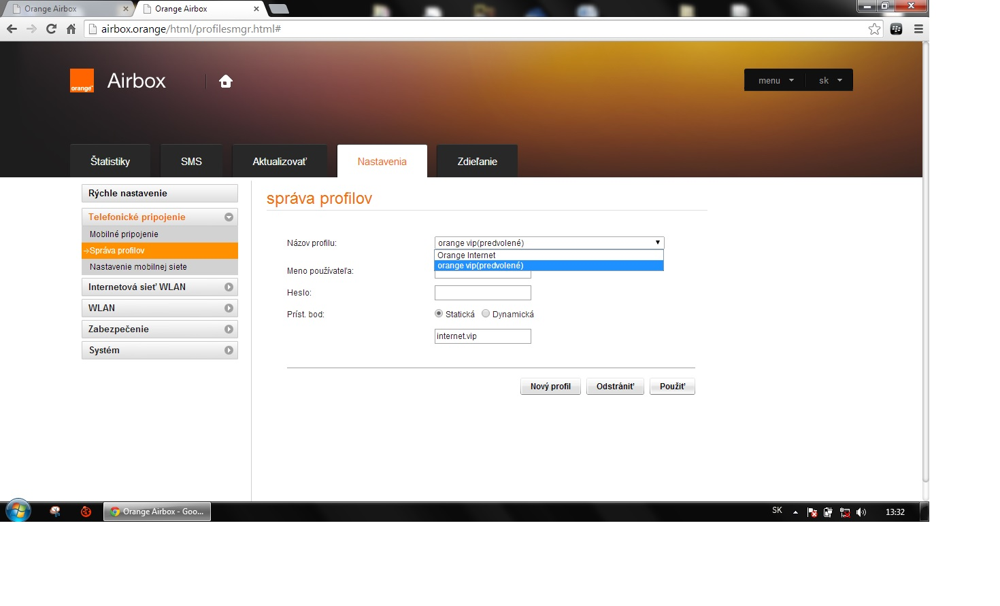 Orange Airbox
Orange Airbox
airbox.orange/html/profilesmgr.html#
orange
Airbox
menu
sk
Štatistiky
SMS
Aktualizovať
Nastavenia
Zdieľanie
Rýchle nastavenie
Telefonické pripojenie
Mobilné pripojenie
Správa profilov
Nastavenie mobilnej siete
Internetová sieť WLAN
WLAN
Zabezpečenie
Systém
správa profilov
Názov profilu:
orange vip(predvolené)
Orange Internet
orange vip(predvolené)
Meno používateľa:
Heslo:
Príst. bod:
Statická
Dynamická
internet.vip
Nový profil
Odstrániť
Použiť
Orange Airbox - Goo...
SK
13:32